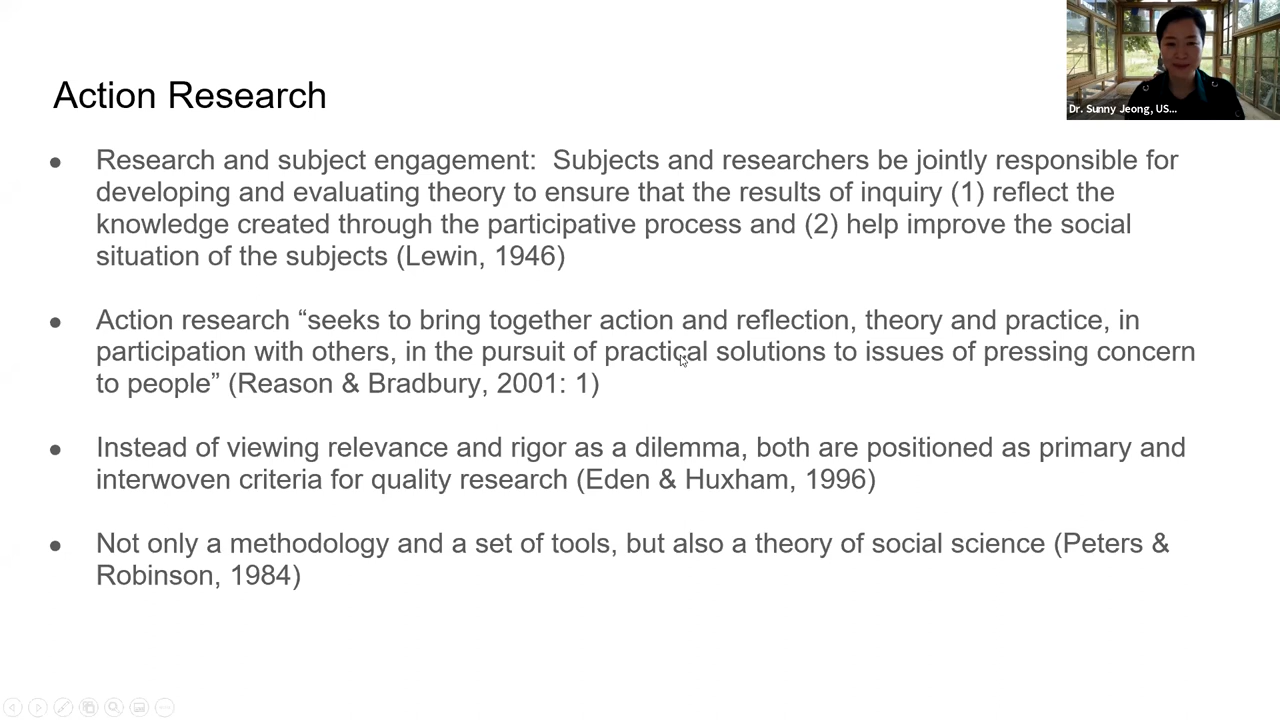 Dr. Sunny Jeong, US...
Action Research
● Research and subject engagement:  Subjects and researchers be jointly responsible for
developing and evaluating theory to ensure that the results of inquiry (1) reflect the
knowledge created through the participative process and (2) help improve the social
situation of the subjects (Lewin, 1946)
● Action research “seeks to bring together action and reflection, theory and practice, in
participation with others, in the pursuit of practical solutions to issues of pressing concern
to people” (Reason & Bradbury, 2001: 1)
● Instead of viewing relevance and rigor as a dilemma, both are positioned as primary and
interwoven criteria for quality research (Eden & Huxham, 1996)
● Not only a methodology and a set of tools, but also a theory of social science (Peters &
Robinson, 1984)